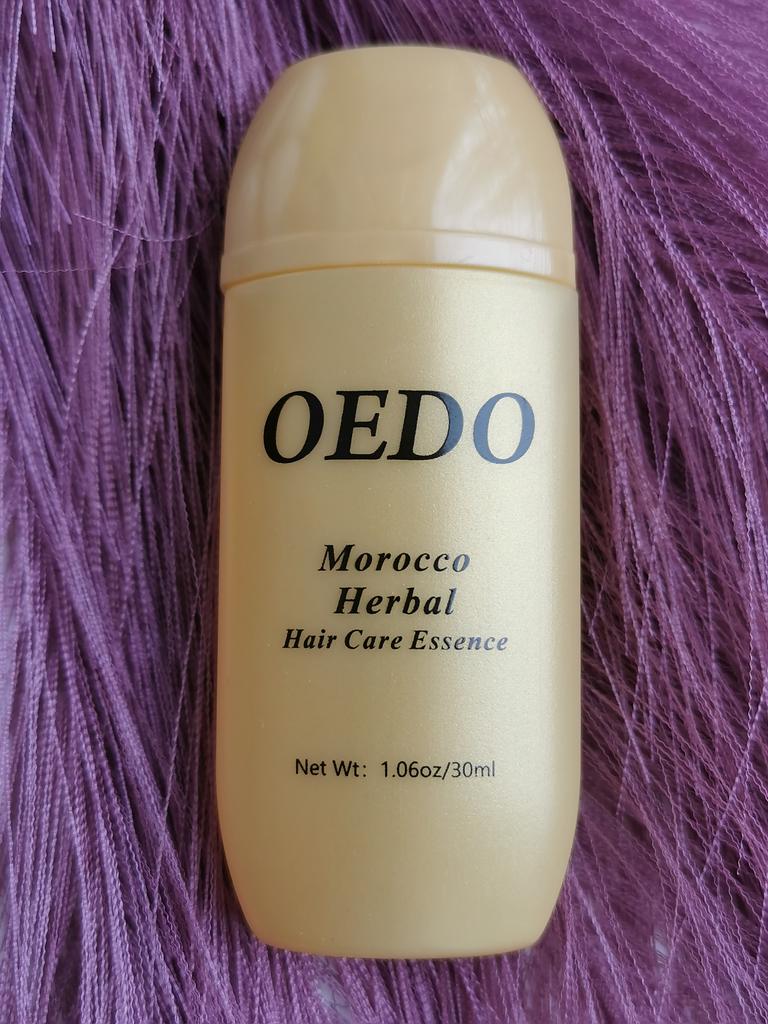 OEDO
Morocco
Herbal
Hair Care Essence
Net Wt: 1.06oz/30ml